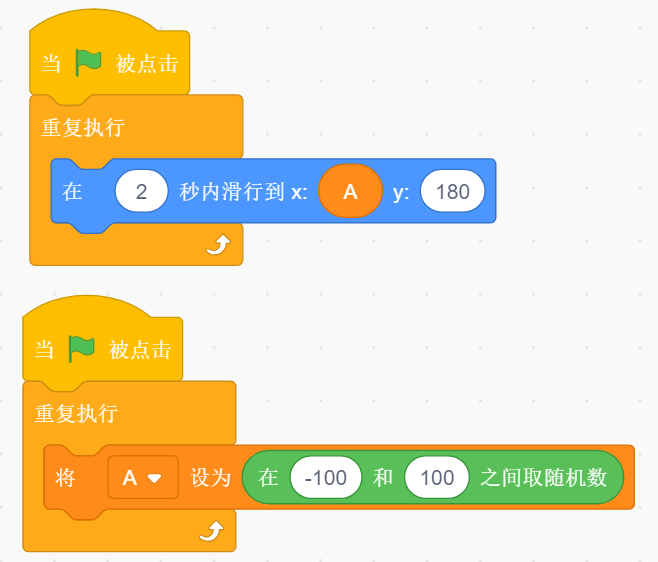 当 被点击
重复执行
在 2 秒内滑行到 x: A y: 180
当 被点击
重复执行
将 A 设为 在 -100 和 100 之间取随机数